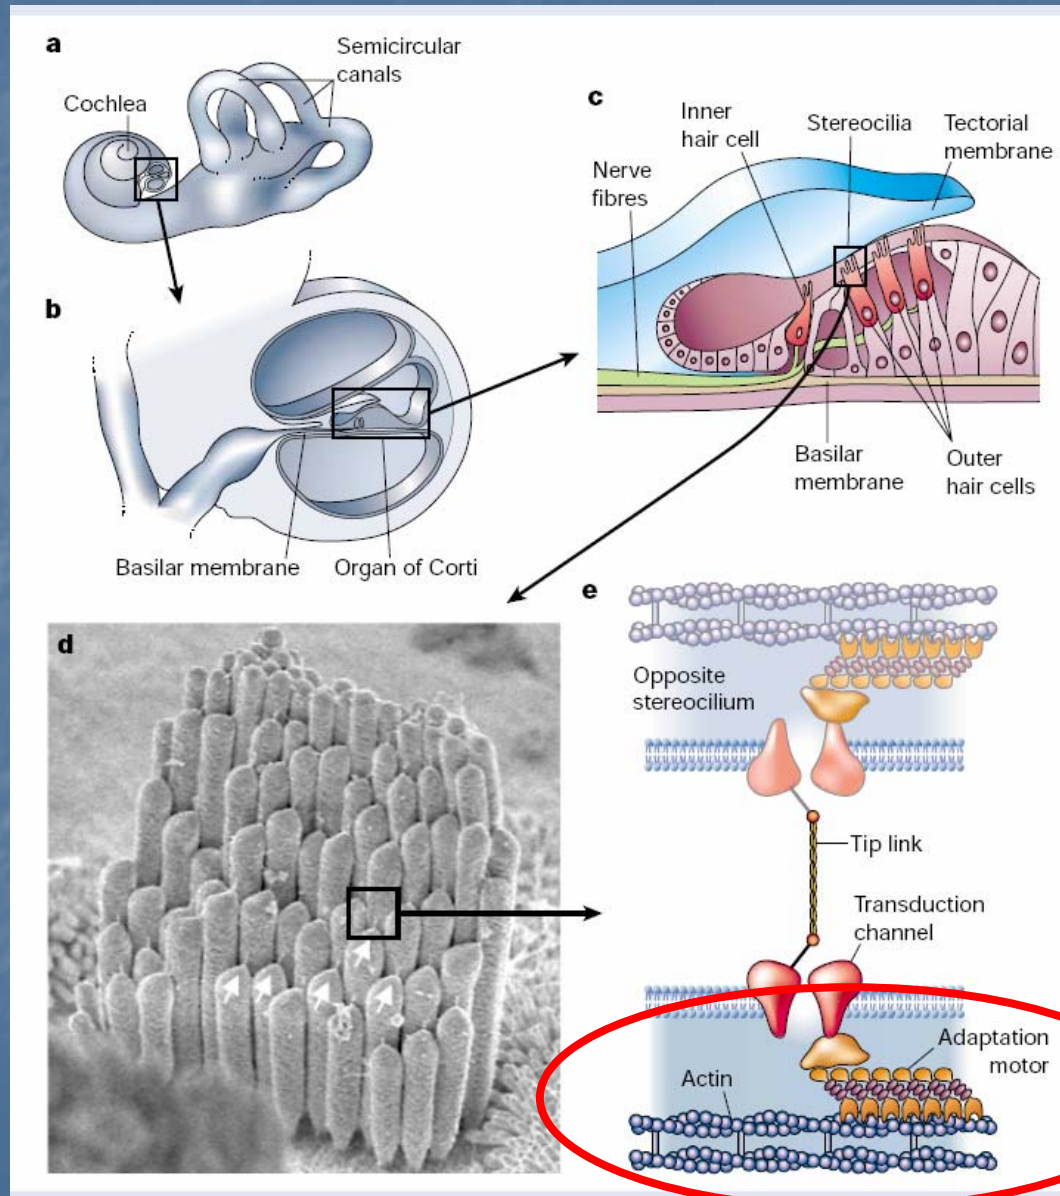 a
Semicircular
canals
Cochlea
b
Basilar membrane
Organ of Corti
c
Inner
hair cell
Stereocilia
Tectorial
membrane
Nerve
fibres
Basilar
membrane
Outer
hair cells
d
e
Opposite
stereocilium
Tip link
Transduction
channel
Adaptation
motor
Actin